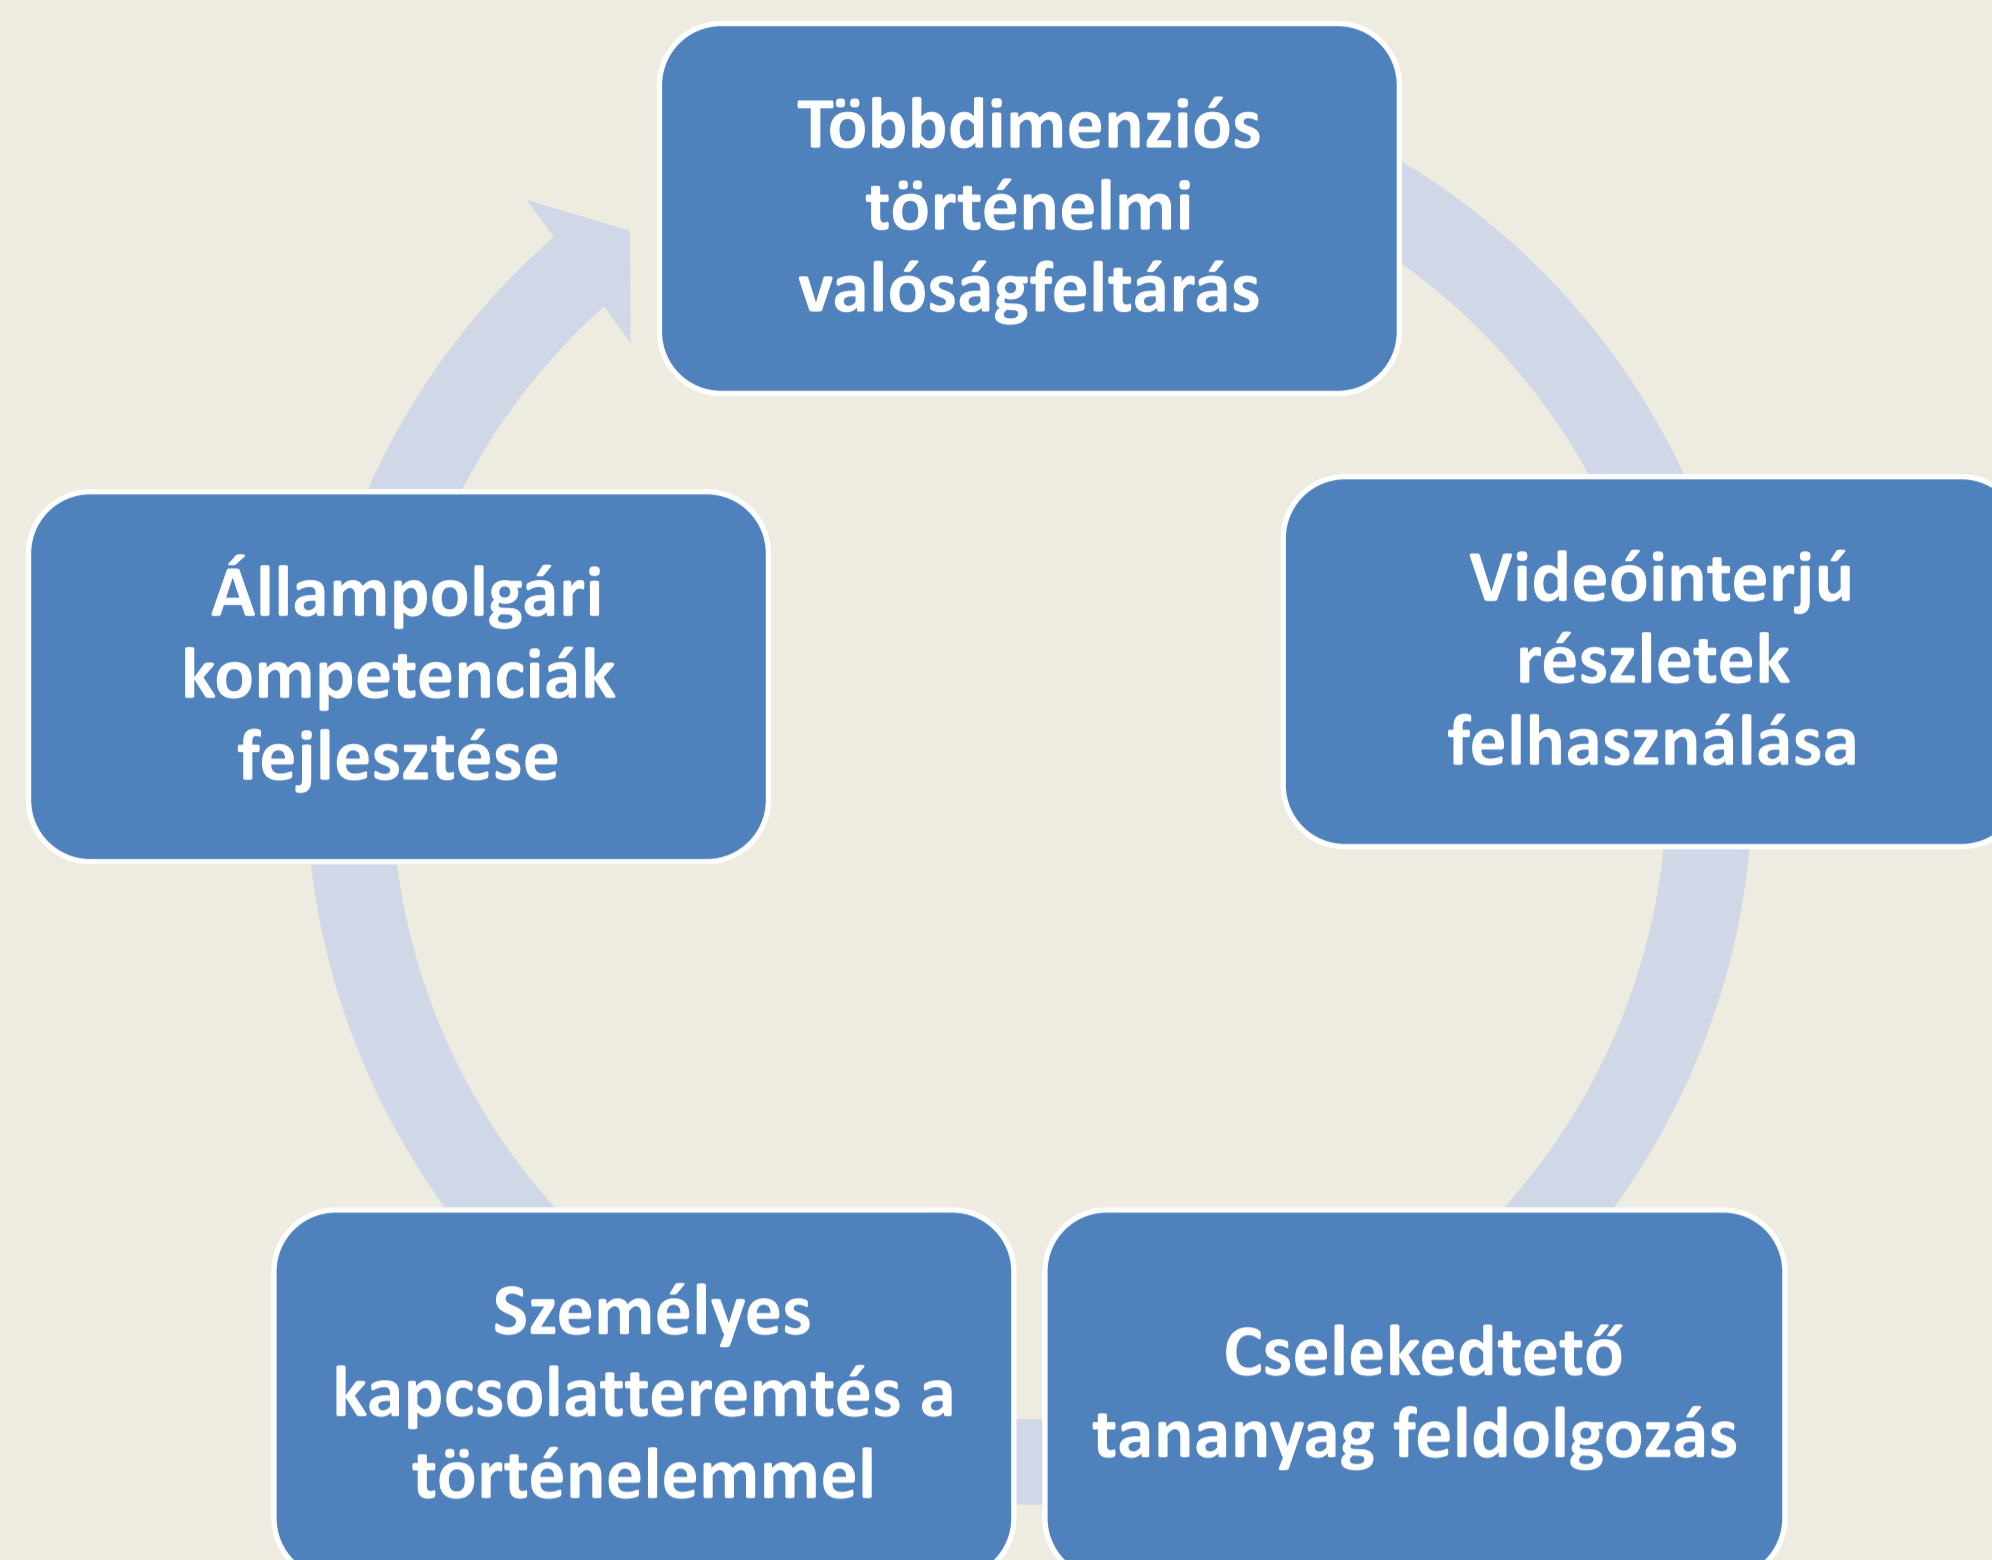 Többdimenziós
történelmi
valóságfeltárás
Videóinterjú
részletek
felhasználása
Cselekedtető
tananyag feldolgozás
Személyes
kapcsolatteremtés a
történelemmel
Állampolgári
kompetenciák
fejlesztése